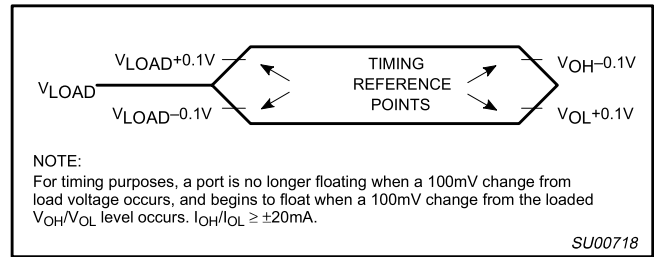 VLOAD
VLOAD+0.1V
VLOAD–0.1V
TIMING
REFERENCE
POINTS
VOH–0.1V
VOL+0.1V
NOTE:
For timing purposes, a port is no longer floating when a 100mV change from
load voltage occurs, and begins to float when a 100mV change from the loaded
VOH/VOL level occurs. IOH/IOL ≥ ±20mA.
SU00718